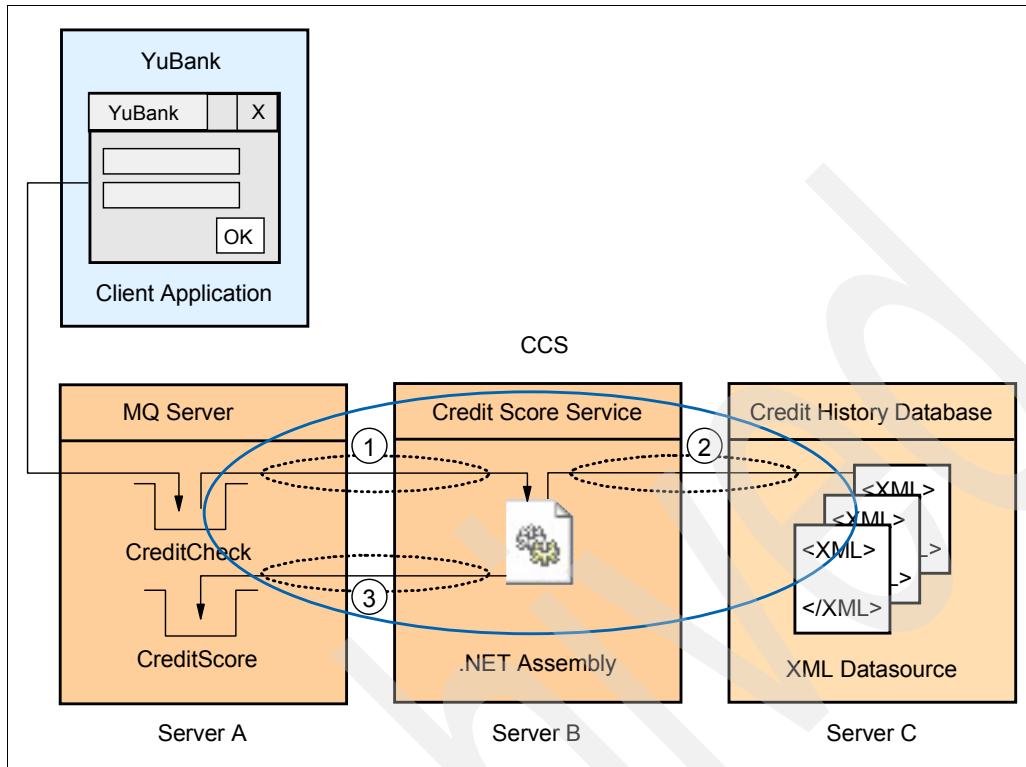 YuBank
YuBank X
OK
Client Application
CCS
MQ Server
Credit Score Service
Credit History Database
1
2
<XML>
<XML>
<XML>
CreditCheck
L>
L>
</XML>
3
CreditScore
.NET Assembly
XML Datasource
Server A
Server B
Server C